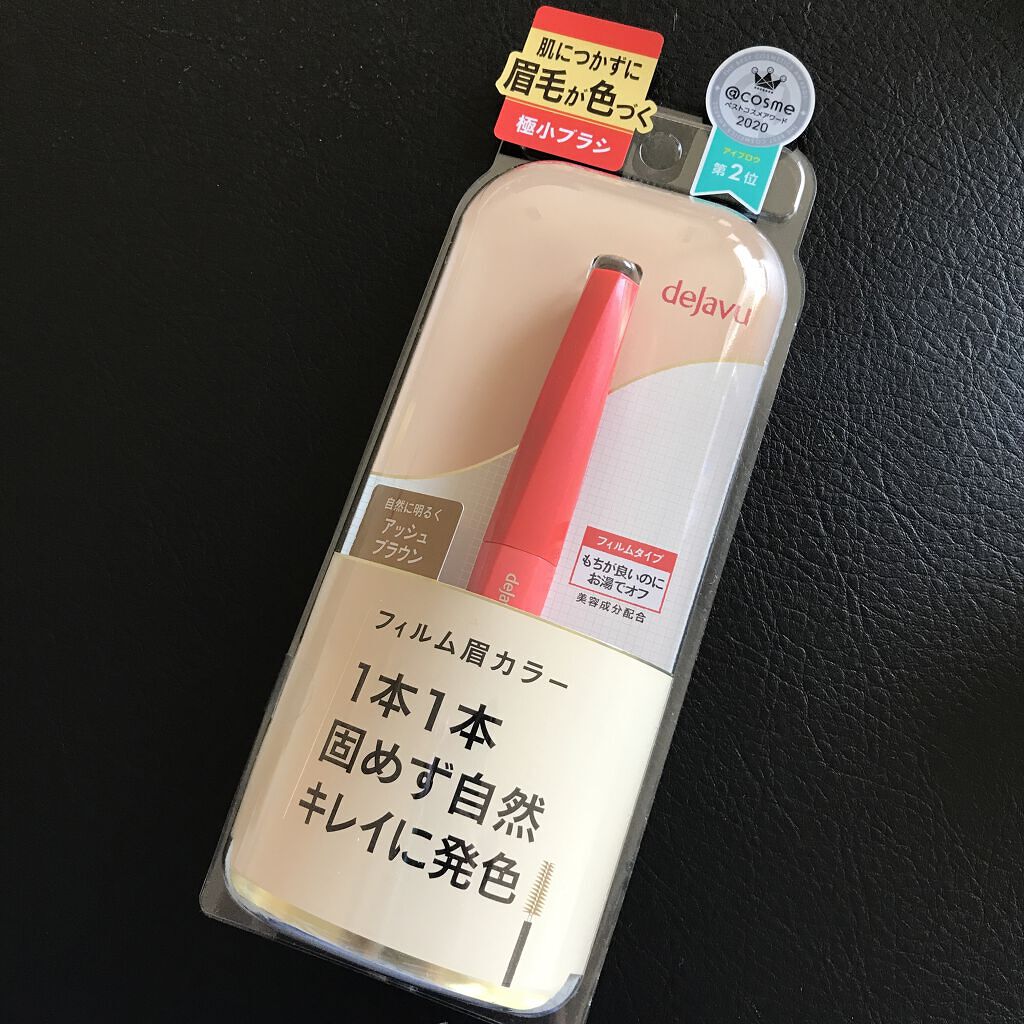 肌につかずに
眉毛が色づく
極小ブラシ
@cosme
ベストコスメアワード
2020
アイブロウ
第2位
dejavu
自然に明るく
アッシュ
ブラウン
フィルムタイプ
もちが良いのに
お湯でオフ
美容成分配合
フィルム眉カラー
1本1本
固めず自然
キレイに発色